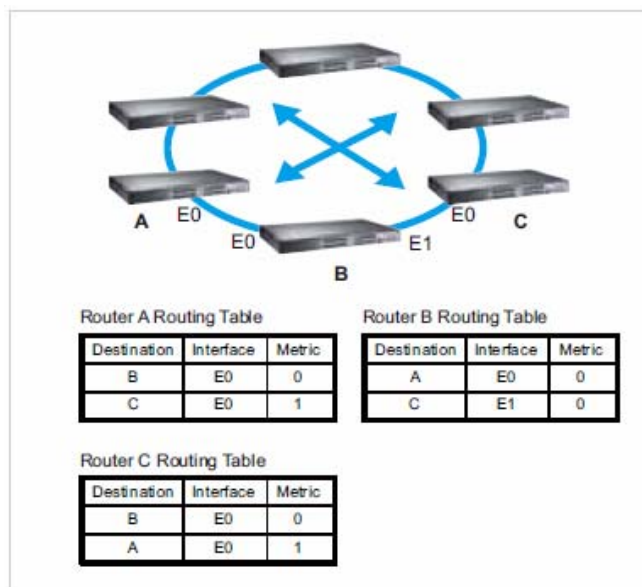 A
E0
E0
B
E1
E0
C
Router A Routing Table
Destination Interface Metric
B E0 0
C E0 1
Router B Routing Table
Destination Interface Metric
A E0 0
C E1 0
Router C Routing Table
Destination Interface Metric
B E0 0
A E0 1